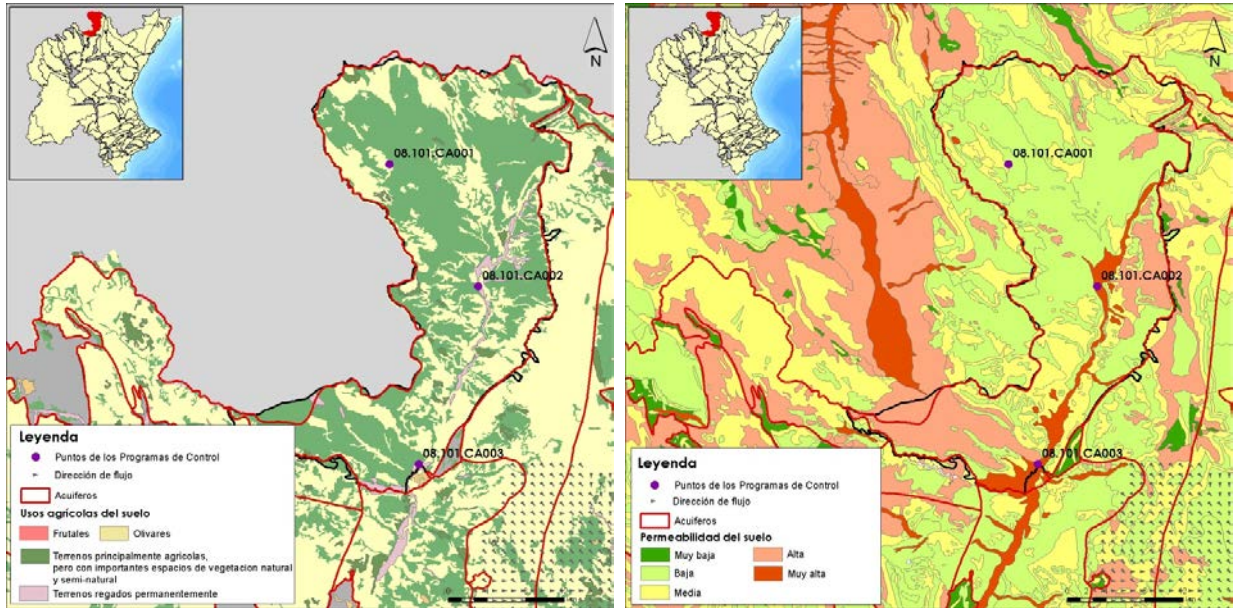 N
08.101.CA001
08.101.CA002
08.101.CA003
Leyenda
Puntos de los Programas de Control
Dirección de flujo
Acuiferos
Usos agrícolas del suelo
Frutales
Olivares
Terrenos principalmente agrícolas,
pero con importantes espacios de vegetacion natural
y semi-natural
Terrenos regados permanentemente
N
08.101.CA001
08.101.CA002
08.101.CA003
Leyenda
Puntos de los Programas de Control
Dirección de flujo
Acuiferos
Permeabilidad del suelo
Muy baja
Alta
Baja
Muy alta
Media